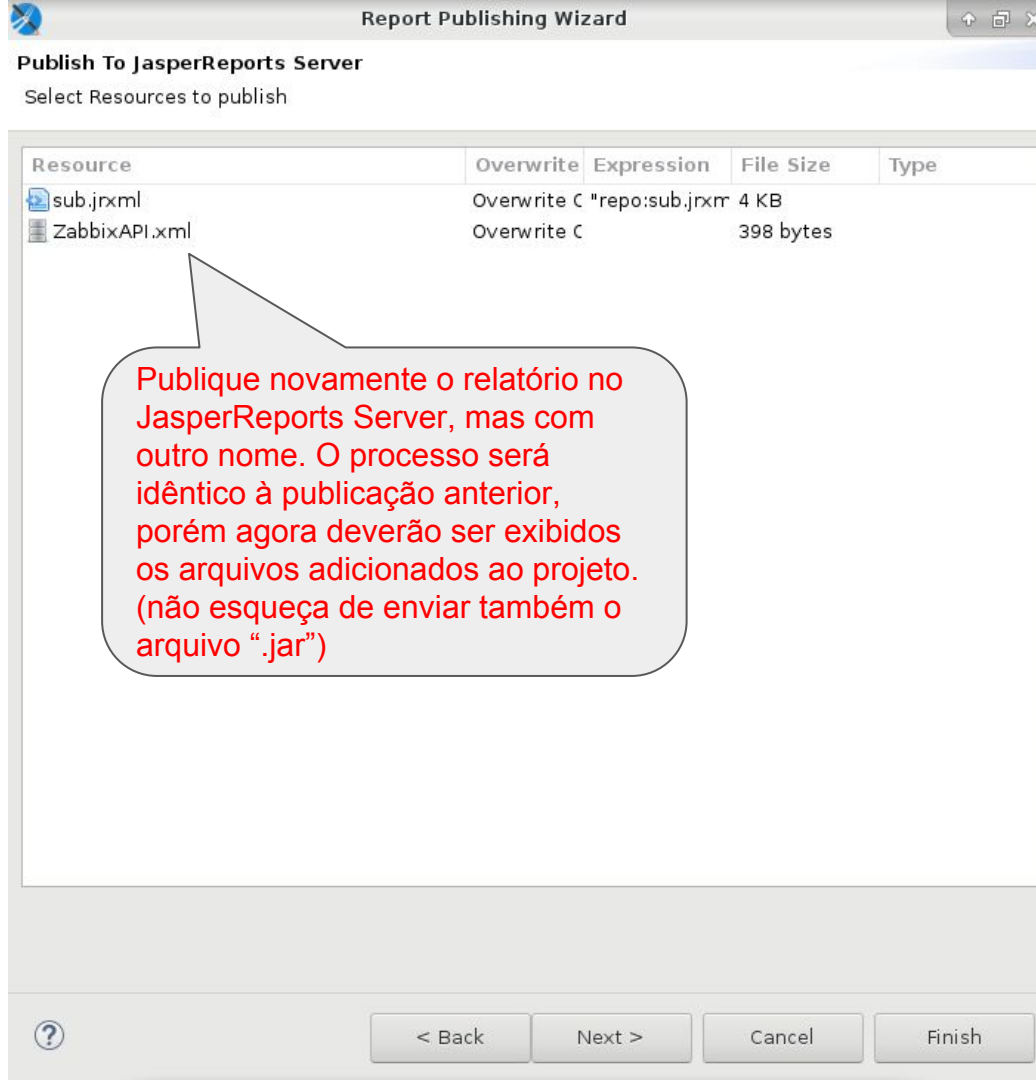 Report Publishing Wizard
Publish To JasperReports Server
Select Resources to publish
Resource Overwrite Expression File Size Type
sub.jrxml Overwrite C "repo:sub.jrxm 4 KB
ZabbixAPI.xml Overwrite C 398 bytes
Publique novamente o relatório no
JasperReports Server, mas com
outro nome. O processo será
idêntico à publicação anterior,
porém agora deverão ser exibidos
os arquivos adicionados ao projeto.
(não esqueça de enviar também o
arquivo “.jar”)
? < Back Next > Cancel Finish